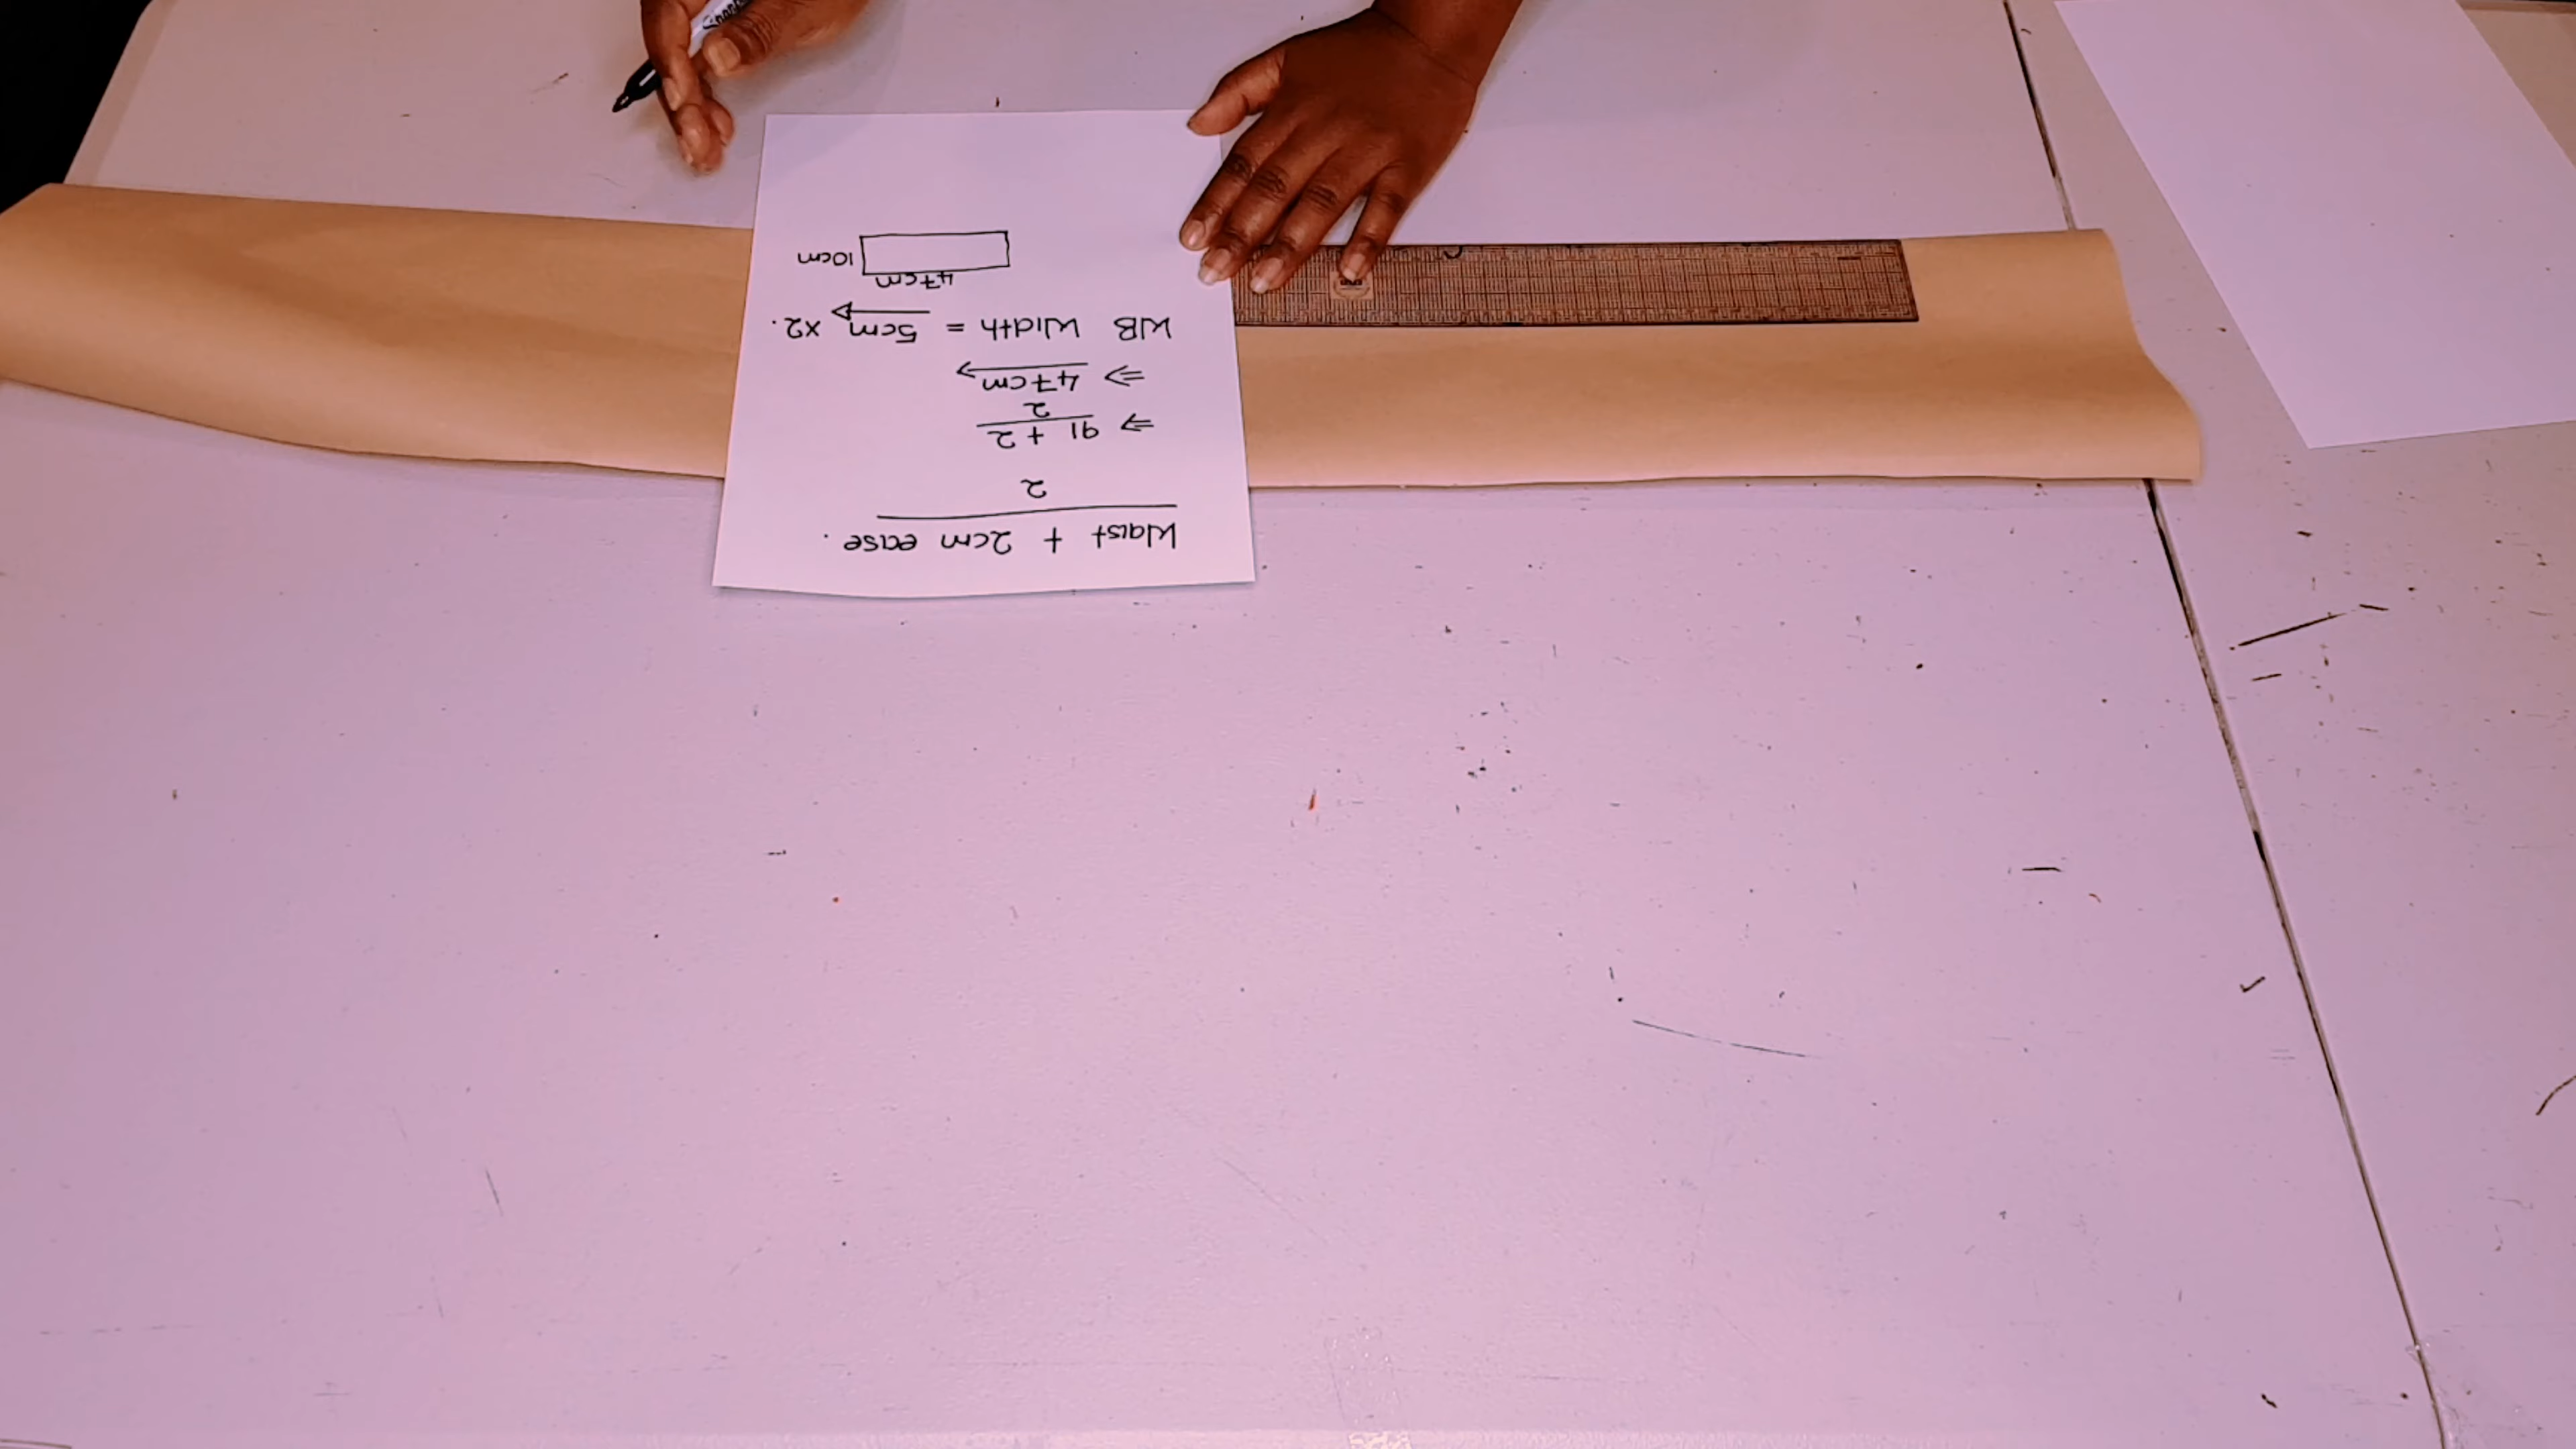 Waist + 2cm ease.
2
⇒ 91 + 2
2
⇒ 47cm
WB Width = 5cm x2.
47cm
10cm